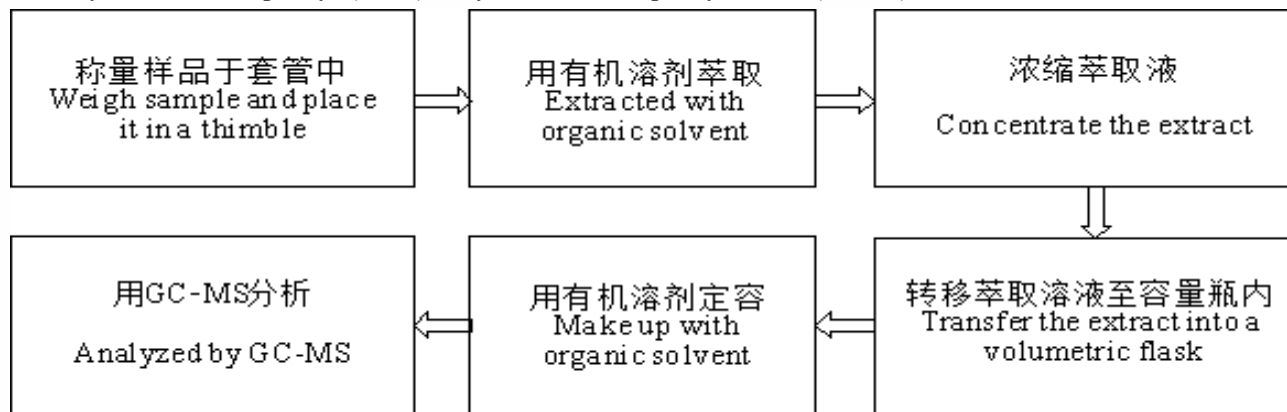 称量样品于套管中
Weigh sample and place
it in a thimble
用有机溶剂萃取
Extracted with
organic solvent
浓缩萃取液
Concentrate the extract
转移萃取溶液至容量瓶内
Transfer the extract into a
volumetric flask
用有机溶剂定容
Make up with
organic solvent
用GC-MS分析
Analyzed by GC-MS